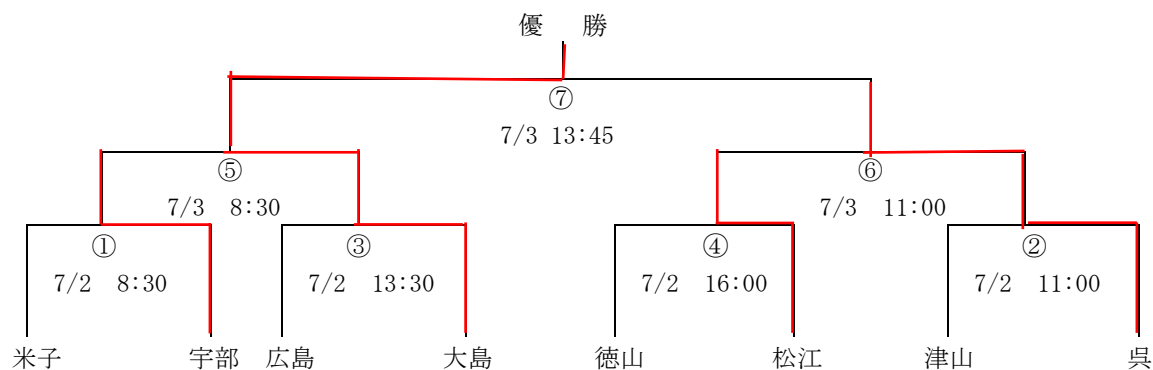 優 勝
⑦
7/3 13:45
⑤ ⑥
7/3 8:30 7/3 11:00
① ③ ④ ②
7/2 8:30 7/2 13:30 7/2 16:00 7/2 11:00
米子 宇部 広島 大島 徳山 松江 津山 呉